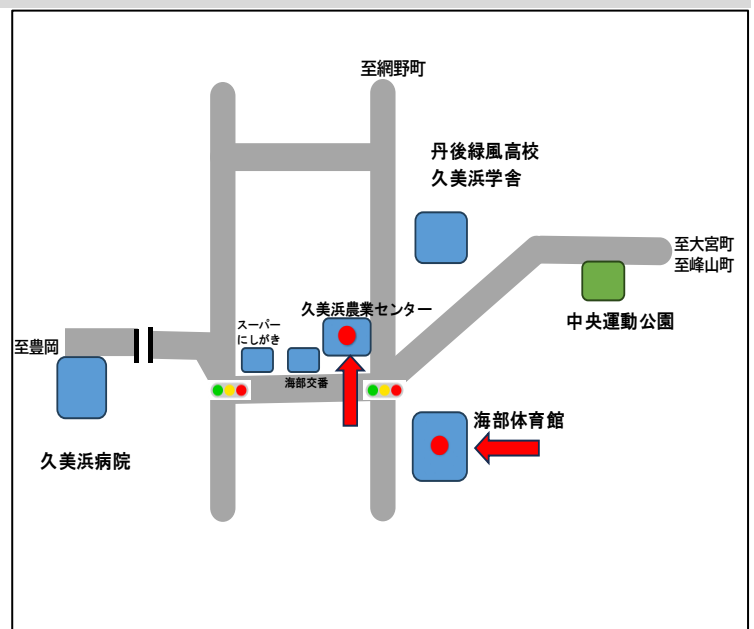 至網野町
丹後緑風高校
久美浜学舎
至大宮町
至峰山町
久美浜農業センター
スーパー
にしがき
中央運動公園
至豊岡
海部交番
海部体育館
久美浜病院